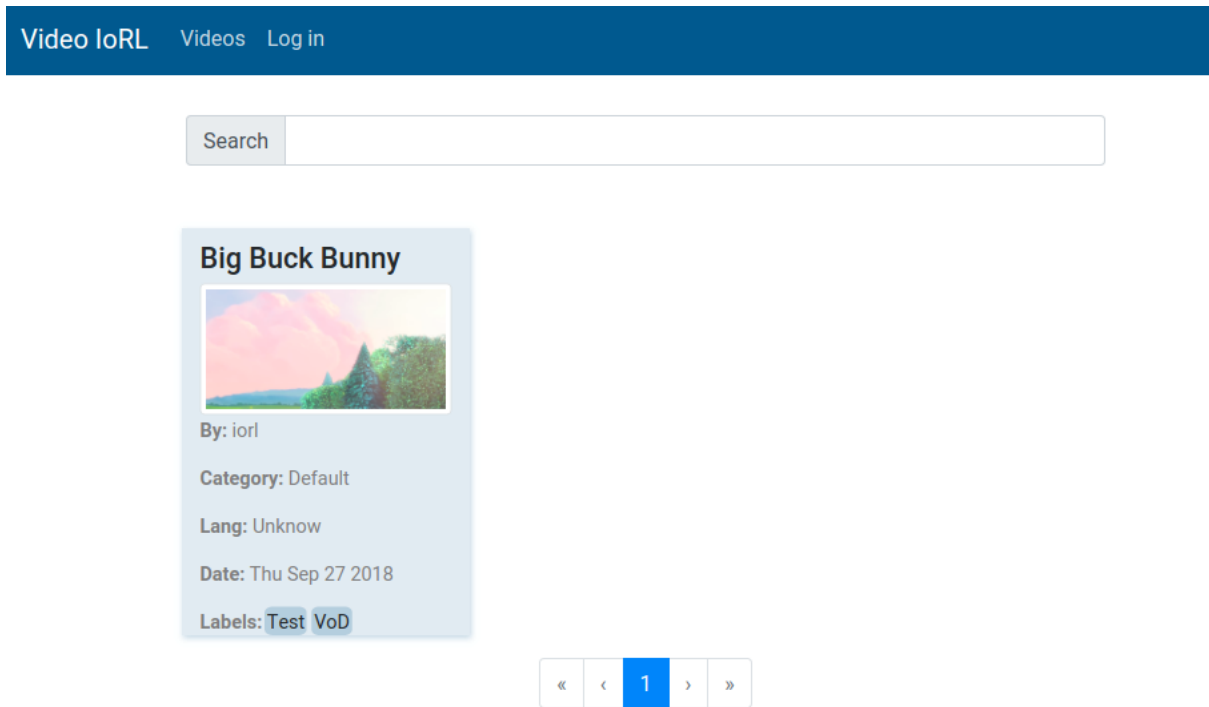 Video IoRL Videos Log in
Search
Big Buck Bunny
By: iorl
Category: Default
Lang: Unknow
Date: Thu Sep 27 2018
Labels: Test VoD
« ‹ 1 › »